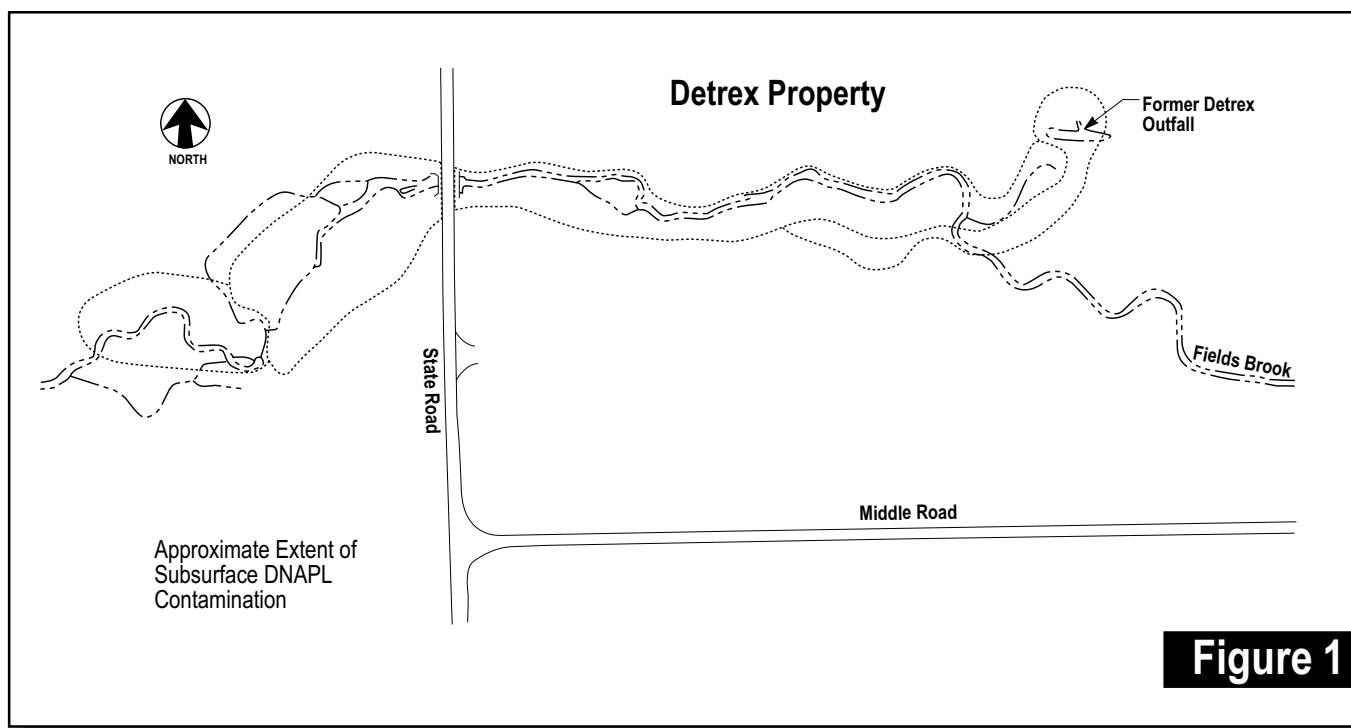 Detrex Property
Former Detrex
Outfall
NORTH
State Road
Fields Brook
Middle Road
Approximate Extent of
Subsurface DNAPL
Contamination
Figure 1